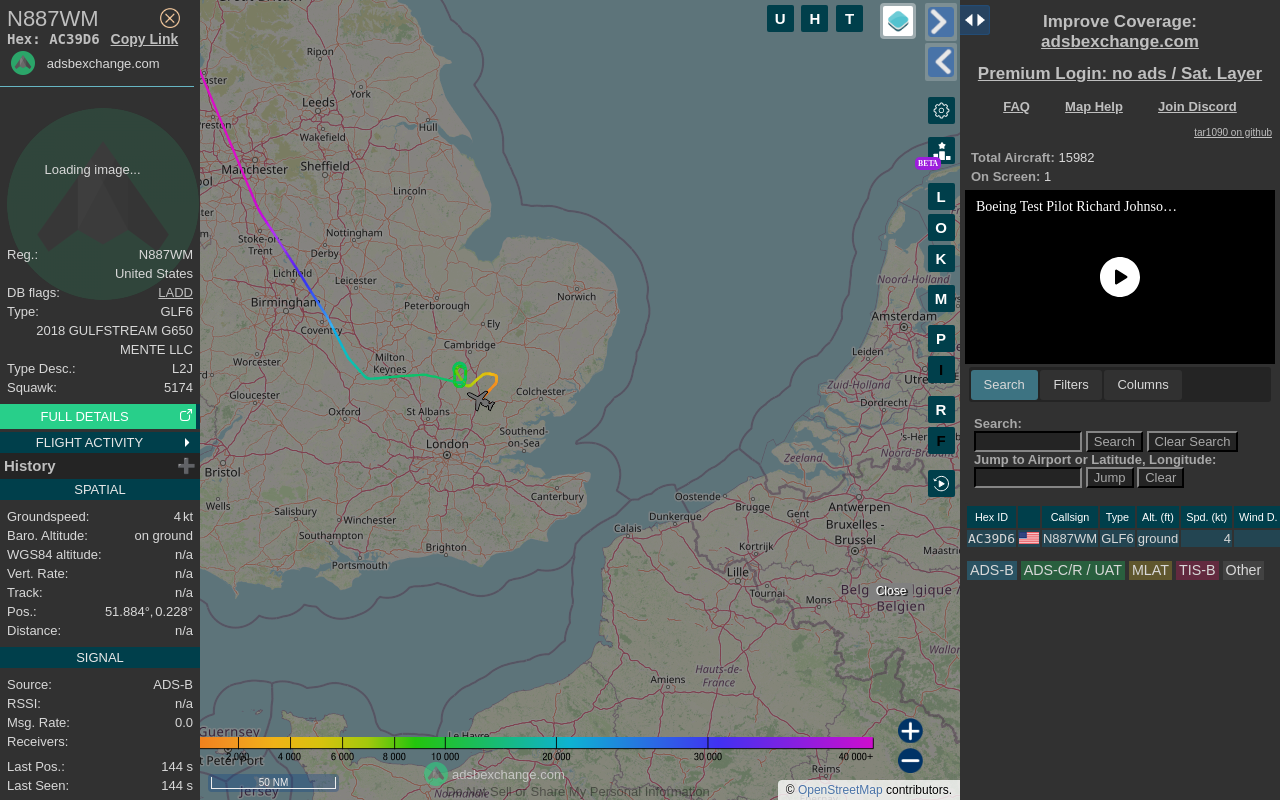 N887WM
Hex: AC39D6 Copy Link
adsbexchange.com
Loading image...
Reg.: N887WM
United States
DB flags: LADD
Type: GLF6
2018 GULFSTREAM G650
MENTE LLC
Type Desc.: L2J
Squawk: 5174
FULL DETAILS
FLIGHT ACTIVITY
History
SPATIAL
Groundspeed: 4 kt
Baro. Altitude: on ground
WGS84 altitude: n/a
Vert. Rate: n/a
Track: n/a
Pos.: 51.884°, 0.228°
Distance: n/a
SIGNAL
Source: ADS-B
RSSI: n/a
Msg. Rate: 0.0
Receivers:
Last Pos.: 144 s
Last Seen: 144 s
U H T
BETA
L
O
K
M
P
I
R
F
Ripon
York
Leeds
Hull
Preston
Wakefield
Manchester
Sheffield
Lincoln
Stoke-on-
Trent
Nottingham
Derby
Lichfield
Leicester
Norwich
Peterborough
Birmingham
Ely
Coventry
Cambridge
Worcester
Milton
Keynes
Colchester
Gloucester
Oxford
St Albans
Southend-
on-Sea
London
Bristol
Canterbury
Wells
Salisbury
Winchester
Southampton
Brighton
Portsmouth
Calais
Dunkerque
Oostende
Brugge
Gent
Antwerpen
Bruxelles -
Brussel
Kortrijk
Lille
Tournai
Mons
Zeeland
Noord-Holland
Amsterdam
Leiden
Zuid-Holland
Dordrecht
Hauts-de-
France
Amiens
Reims
Guernsey
Jersey
Le Havre
Normandie
Close
2 000 4 000 6 000 8 000 10 000 20 000 30 000 40 000+
50 NM
adsbexchange.com
Do Not Sell or Share My Personal Information
© OpenStreetMap contributors.
Improve Coverage:
adsbexchange.com
Premium Login: no ads / Sat. Layer
FAQ Map Help Join Discord
tar1090 on github
Total Aircraft: 15982
On Screen: 1
Boeing Test Pilot Richard Johnso…
Search Filters Columns
Search:
Search Clear Search
Jump to Airport or Latitude, Longitude:
Jump Clear
Hex ID Callsign Type Alt. (ft) Spd. (kt) Wind D.
AC39D6 N887WM GLF6 ground 4
ADS-B ADS-C/R / UAT MLAT TIS-B Other